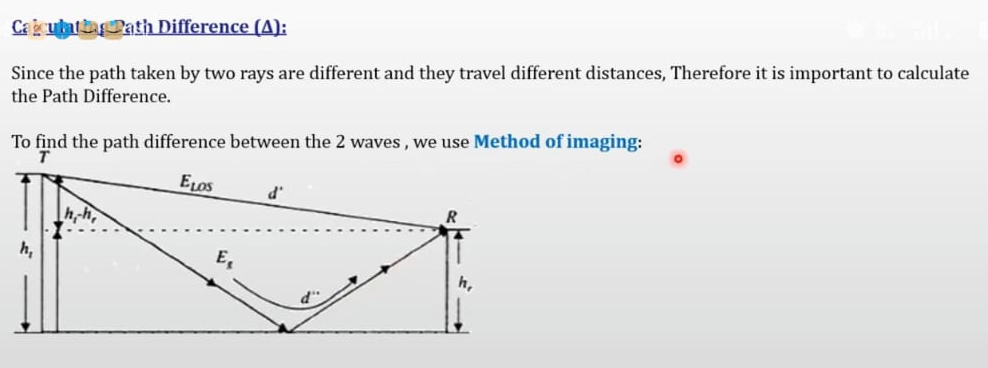 Calculating Path Difference (Δ):
Since the path taken by two rays are different and they travel different distances, Therefore it is important to calculate
the Path Difference.
To find the path difference between the 2 waves , we use Method of imaging:
T
E_LOS
d'
h_t-h_r
R
h_t
E_g
d''
h_r